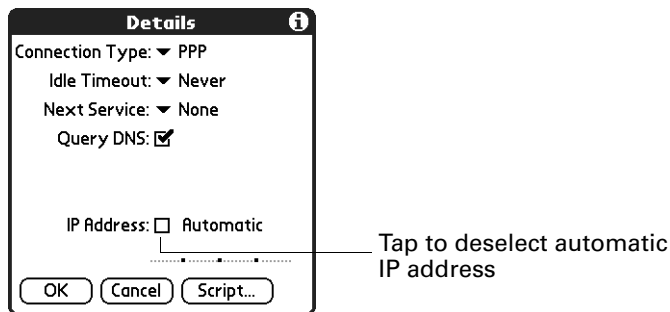 Details
Connection Type: PPP
Idle Timeout: Never
Next Service: None
Query DNS:
IP Address: Automatic
Tap to deselect automatic
IP address
OK Cancel Script...